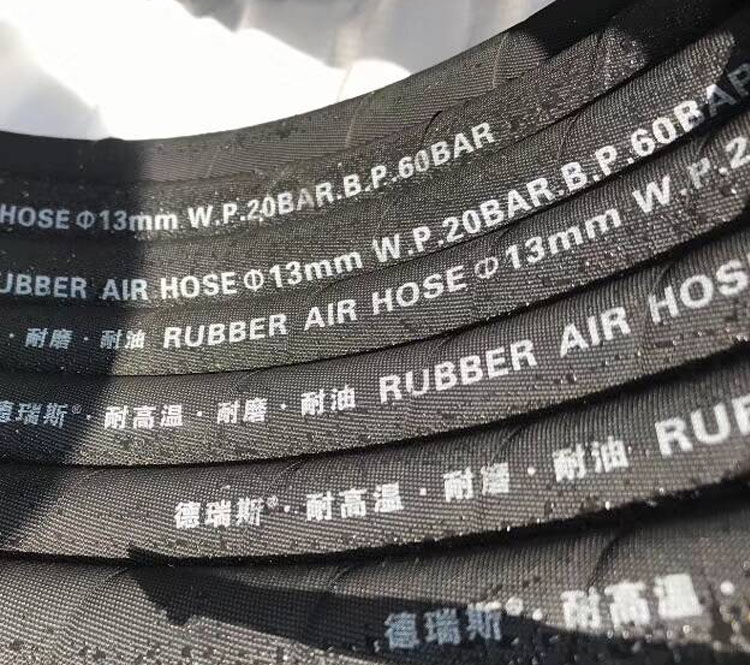 HOSE Φ13mm W.P.20BAR.B.P.60BAR
UBBER AIR HOSE Φ13mm W.P.20BAR.B.P.60BAR
· 耐磨 · 耐油 RUBBER AIR HOSE Φ13mm W.P.2
德瑞斯® · 耐高温 · 耐磨 · 耐油 RUBBER AIR HOS
德瑞斯® · 耐高温 · 耐磨 · 耐油 RUB
德瑞斯® · 耐高温 ·